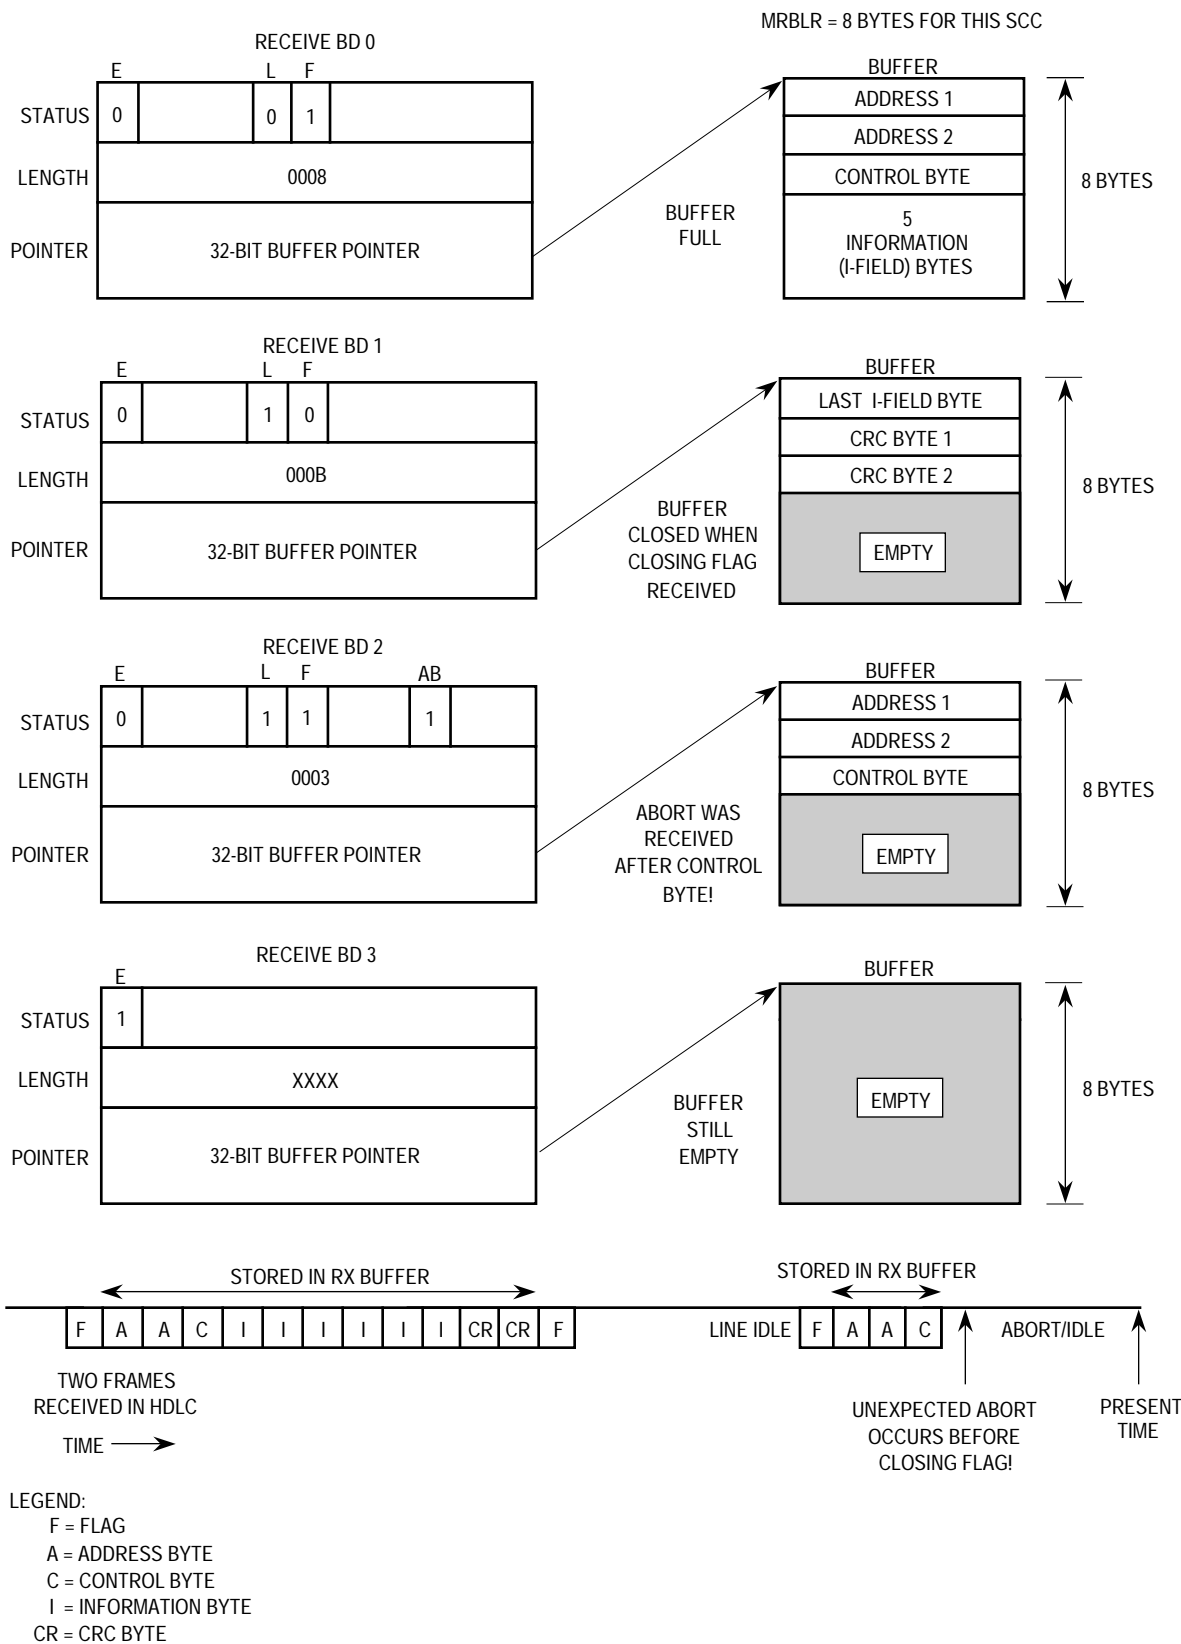 MRBLR = 8 BYTES FOR THIS SCC
RECEIVE BD 0
E L F
STATUS 0 0 1
LENGTH 0008
POINTER 32-BIT BUFFER POINTER
BUFFER
FULL
BUFFER
ADDRESS 1
ADDRESS 2
CONTROL BYTE
5
INFORMATION
(I-FIELD) BYTES
8 BYTES
RECEIVE BD 1
E L F
STATUS 0 1 0
LENGTH 000B
POINTER 32-BIT BUFFER POINTER
BUFFER
CLOSED WHEN
CLOSING FLAG
RECEIVED
BUFFER
LAST I-FIELD BYTE
CRC BYTE 1
CRC BYTE 2
EMPTY
8 BYTES
RECEIVE BD 2
E L F AB
STATUS 0 1 1 1
LENGTH 0003
POINTER 32-BIT BUFFER POINTER
ABORT WAS
RECEIVED
AFTER CONTROL
BYTE!
BUFFER
ADDRESS 1
ADDRESS 2
CONTROL BYTE
EMPTY
8 BYTES
RECEIVE BD 3
E
STATUS 1
LENGTH XXXX
POINTER 32-BIT BUFFER POINTER
BUFFER
STILL
EMPTY
BUFFER
EMPTY
8 BYTES
STORED IN RX BUFFER
STORED IN RX BUFFER
F A A C I I I I I I CR CR F
LINE IDLE F A A C ABORT/IDLE
TWO FRAMES
RECEIVED IN HDLC
TIME
UNEXPECTED ABORT
OCCURS BEFORE
CLOSING FLAG!
PRESENT
TIME
LEGEND:
F = FLAG
A = ADDRESS BYTE
C = CONTROL BYTE
I = INFORMATION BYTE
CR = CRC BYTE